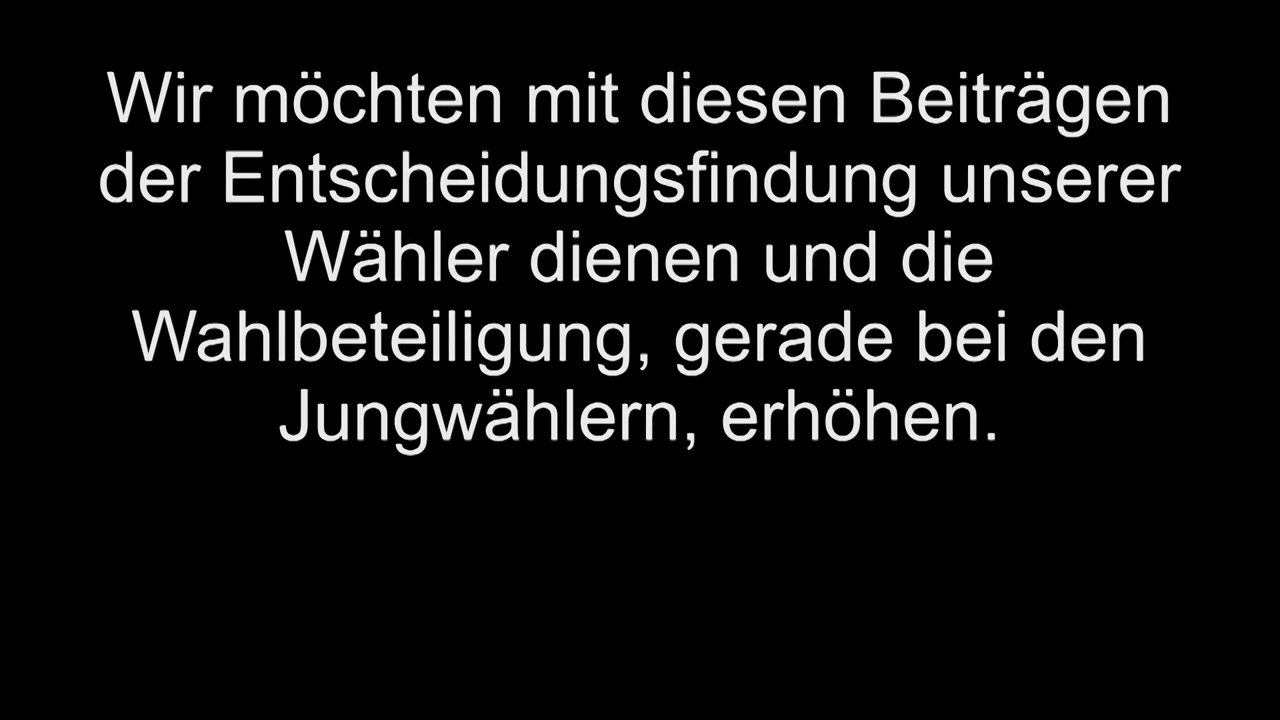 Wir möchten mit diesen Beiträgen
der Entscheidungsfindung unserer
Wähler dienen und die
Wahlbeteiligung, gerade bei den
Jungwählern, erhöhen.